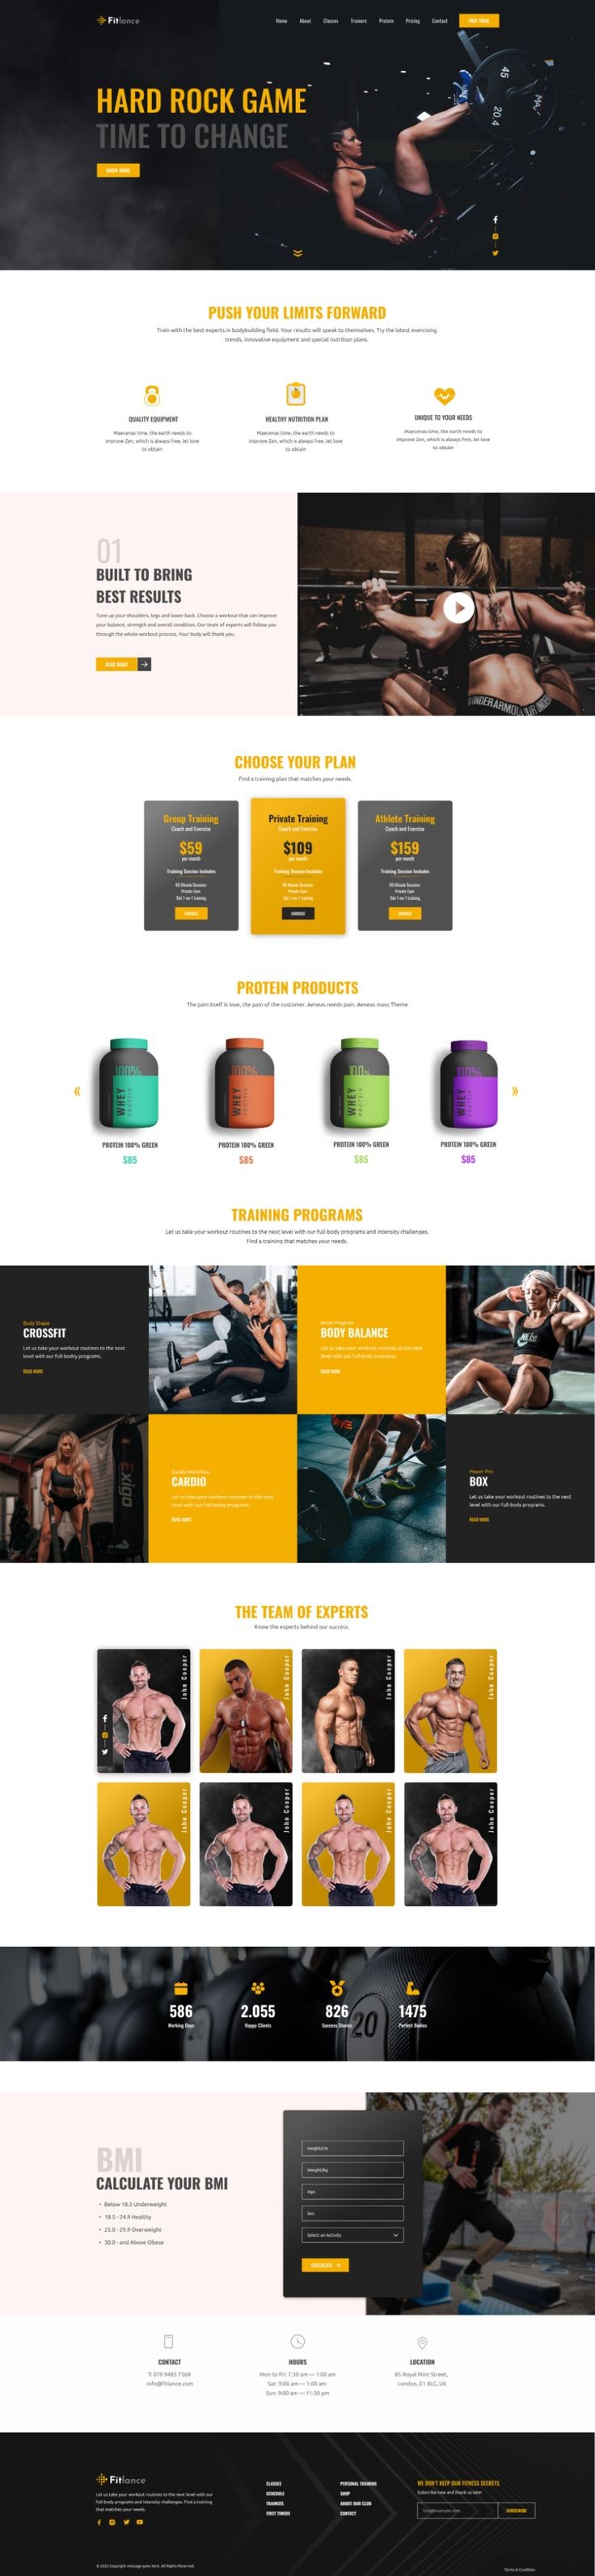 Fitlance
Home About Classes Trainers Protein Pricing Contact FREE TRIAL
HARD ROCK GAME
TIME TO CHANGE
KNOW MORE
45
20.4
PUSH YOUR LIMITS FORWARD
Train with the best experts in bodybuilding field. Your results will speak to themselves. Try the latest exercising
trends, innovative equipment and special nutrition plans.
QUALITY EQUIPMENT
Maecenas time, the earth needs to
improve Zen, which is always free, let love
to obtain
HEALTHY NUTRITION PLAN
Maecenas time, the earth needs to
improve Zen, which is always free, let love
to obtain
UNIQUE TO YOUR NEEDS
Maecenas time, the earth needs to
improve Zen, which is always free, let love
to obtain
01
BUILT TO BRING
BEST RESULTS
Tune up your shoulders, legs and lower back. Choose a workout that can improve
your balance, strength and overall condition. Our team of experts will follow you
through the whole workout process. Your body will thank you.
READ MORE
UNDER ARMOUR
CHOOSE YOUR PLAN
Find a training plan that matches your needs.
Group Training
Coach and Exercise
$59
per month
Training Session Includes
60 Minute Sessions
Private Gym
Get 1-on-1 training
CHOOSE
Private Training
Coach and Exercise
$109
per month
Training Session Includes
60 Minute Sessions
Private Gym
Get 1-on-1 training
CHOOSE
Athlete Training
Coach and Exercise
$159
per month
Training Session Includes
60 Minute Sessions
Private Gym
Get 1-on-1 training
CHOOSE
PROTEIN PRODUCTS
The pain itself is love, the pain of the customer. Aeneas needs pain. Aeneas mass Theme
100%
WHEY
PROTEIN
PROTEIN 100% GREEN
$85
100%
WHEY
PROTEIN
PROTEIN 100% GREEN
$85
100%
WHEY
PROTEIN
PROTEIN 100% GREEN
$85
100%
WHEY
PROTEIN
PROTEIN 100% GREEN
$85
TRAINING PROGRAMS
Let us take your workout routines to the next level with our full body programs and intensity challenges.
Find a training that matches your needs.
Body Shape
CROSSFIT
Let us take your workout routines to the next
level with our full-bodry programs.
READ MORE
BODY BALANCE
Let us take your workout routines to the next
level with our full-body programs.
READ MORE
NIKE
Exigo
CARDIO
Let us take your workout routines to the next
level with our full-bodry programs.
READ MORE
Power Pro
BOX
Let us take your workout routines to the next
level with our full-body programs.
READ MORE
THE TEAM OF EXPERTS
Know the experts behind our success.
John Cooper
John Cooper
John Cooper
John Cooper
John Cooper
John Cooper
John Cooper
John Cooper
586
Working Days
2.055
Happy Clients
826
Success Stories
1475
Perfect Bodies
20
BMI
CALCULATE YOUR BMI
• Below 18.5 Underweight
• 18.5 - 24.9 Healthy
• 25.0 - 29.9 Overweight
• 30.0 - and Above Obese
Height/cm
Weight/kg
Age
Sex
Select an Activity
CALCULATE
CONTACT
T: 070 9485 7568
info@fitlance.com
HOURS
Mon to Fri: 7:30 am — 1:00 am
Sat: 9:00 am — 1:00 am
Sun: 9:00 am — 11:30 pm
LOCATION
85 Royal Mint Street,
London, E1 8LG, UK
Fitlance
Let us take your workout routines to the next level with our
full-body programs and intensity challenges. Find a training
that matches your needs.
CLASSES
SCHEDULE
TRAINERS
FIRST TIMERS
PERSONAL TRAINING
SHOP
ABOUT OUR CLUB
CONTACT
WE DON'T KEEP OUR FITNESS SECRETS
Subscribe now and thank us later
You@example.com SUBSCRIBE
© 2022 Copyright message goes here. All Rights Reserved.
Terms & Condition